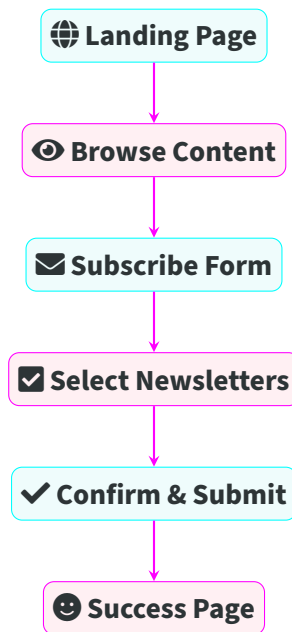 Landing Page
Browse Content
Subscribe Form
Select Newsletters
Confirm & Submit
Success Page